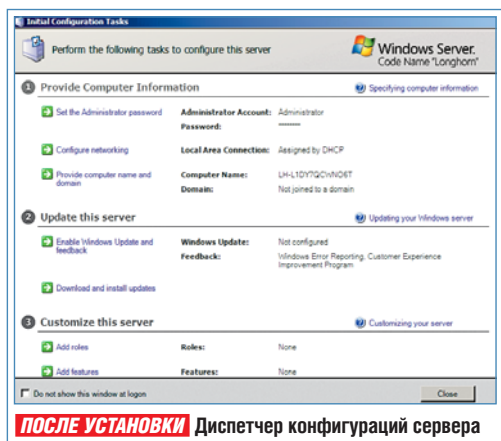 Initial Configuration Tasks
Perform the following tasks to configure this server
Windows Server.
Code Name "Longhorn"
1 Provide Computer Information
Specifying computer information
Set the Administrator password
Administrator Account: Administrator
Password: ********
Configure networking
Local Area Connection: Assigned by DHCP
Provide computer name and domain
Computer Name:
Domain: Not joined to a domain
2 Update this server
Updating your Windows server
Enable Windows Update and feedback
Windows Update: Not configured
Feedback: Windows Error Reporting, Customer Experience
Improvement Program
Download and install updates
3 Customize this server
Customizing your server
Add roles
Roles: None
Add features
Features: None
Do not show this window at logon
Close
ПОСЛЕ УСТАНОВКИ Диспетчер конфигураций сервера